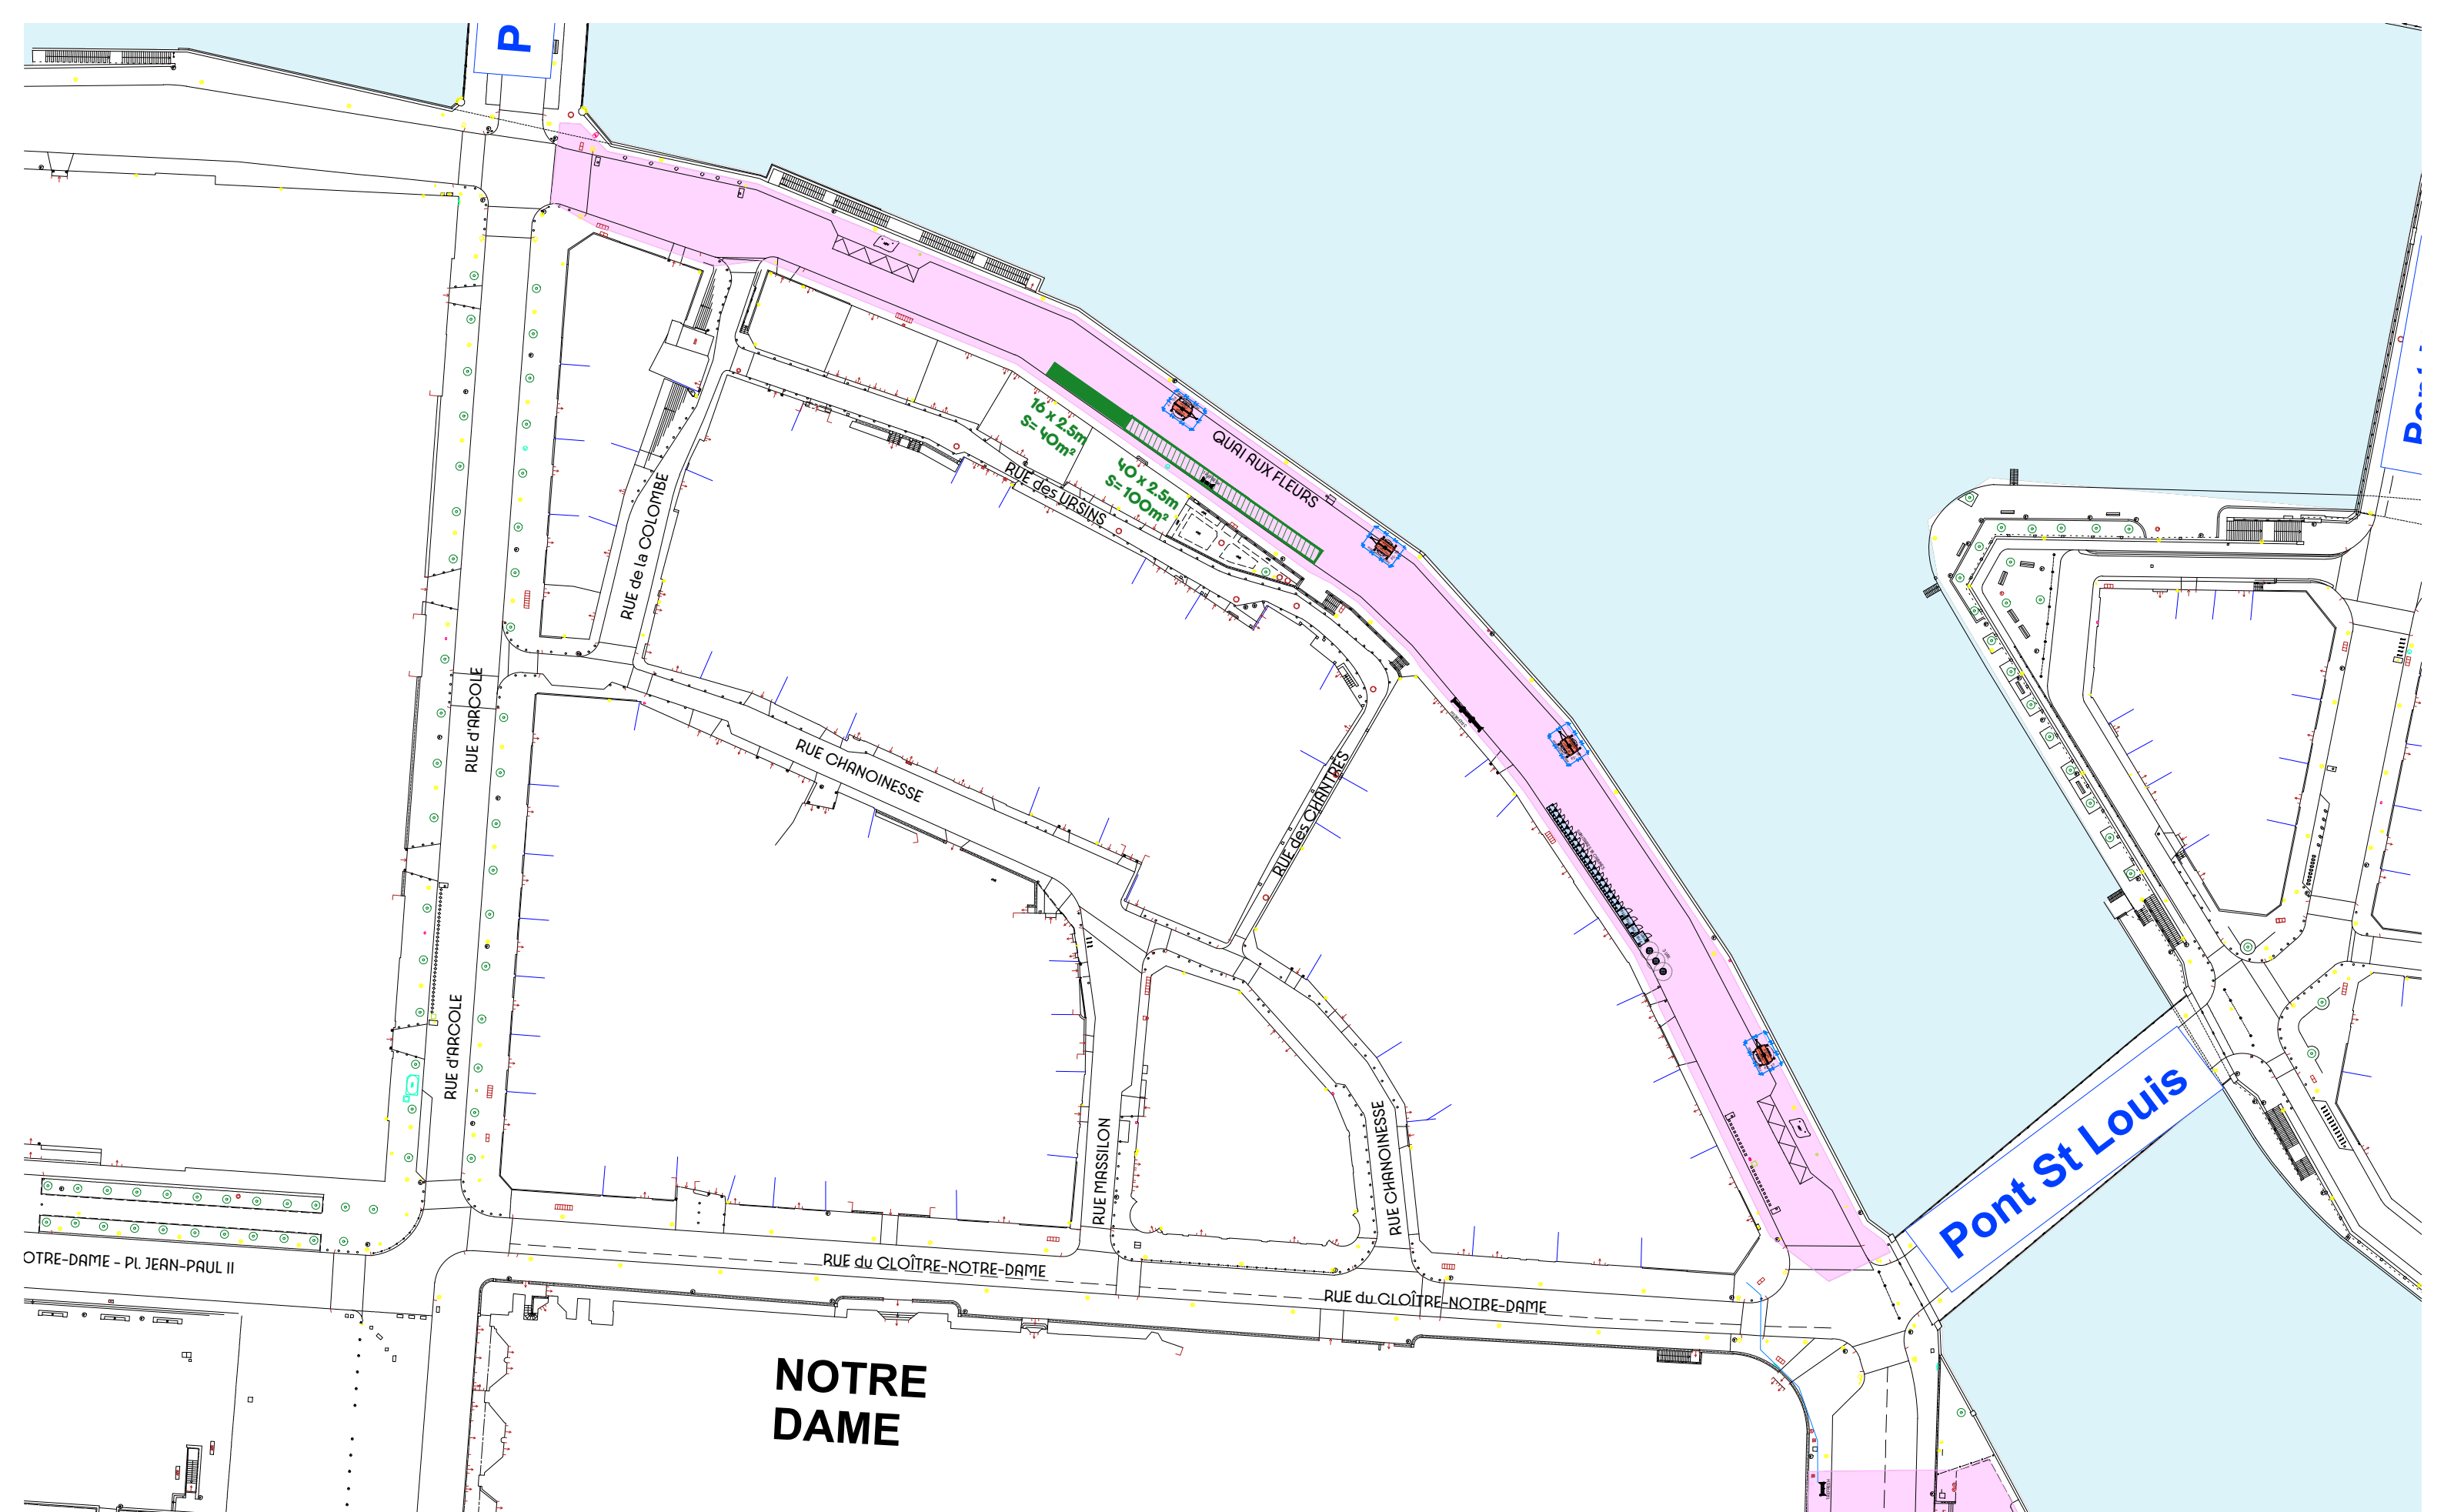 P
16 x 2.5m
S= 40m²
40 x 2.5m
S= 100m²
QUAI AUX FLEURS
RUE des URSINS
RUE de la COLOMBE
RUE d'ARCOLE
RUE CHANOINESSE
RUE des CHANTRES
RUE d'ARCOLE
RUE MASSILON
RUE CHANOINESSE
Pont St Louis
OTRE-DAME - Pl. JEAN-PAUL II
RUE du CLOÎTRE-NOTRE-DAME
RUE du CLOÎTRE-NOTRE-DAME
NOTRE
DAME